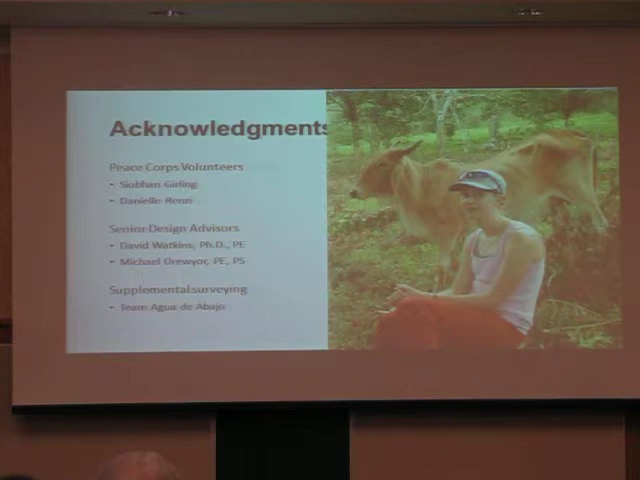 Acknowledgments
Peace Corps Volunteers
• Siobhan Girling
• Danielle Renzi
Senior Design Advisors
• David Watkins, Ph.D., PE
• Michael Drewyor, PE, PS
Supplemental surveying
• Team Agua de Abajo